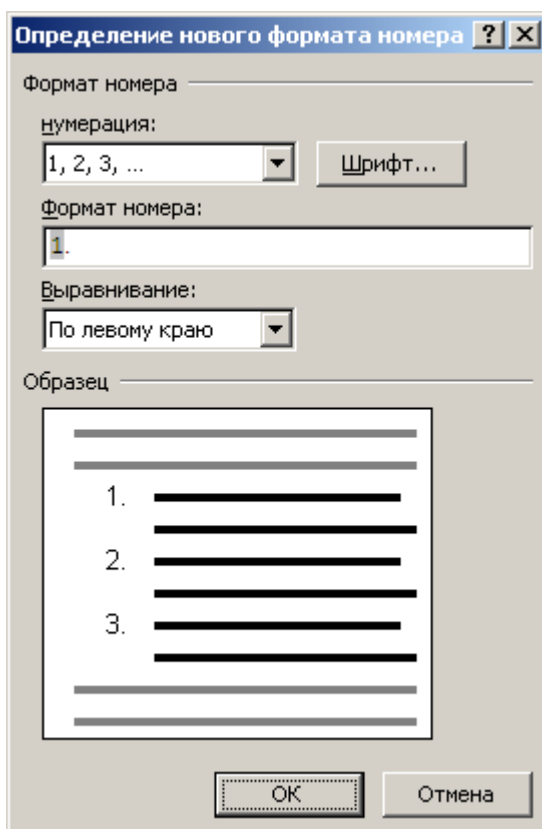 Определение нового формата номера
Формат номера
нумерация:
1, 2, 3, ...
Шрифт...
Формат номера:
1.
Выравнивание:
По левому краю
Образец
1.
2.
3.
ОК
Отмена